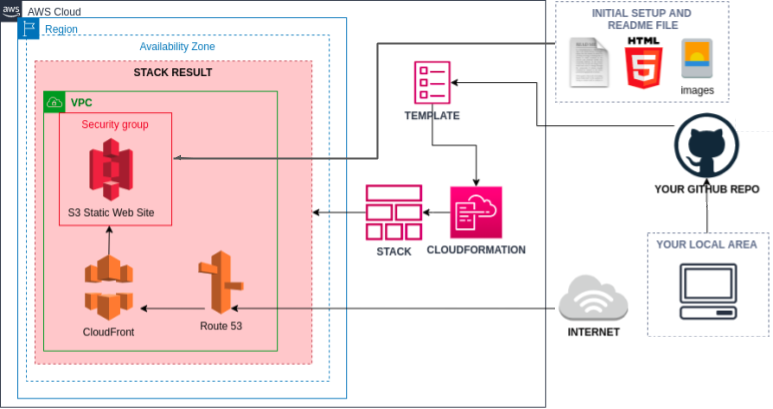 aws
AWS Cloud
Region
Availability Zone
STACK RESULT
VPC
Security group
S3 Static Web Site
CloudFront
Route 53
TEMPLATE
STACK
CLOUDFORMATION
INITIAL SETUP AND
README FILE
HTML
5
images
YOUR GITHUB REPO
YOUR LOCAL AREA
INTERNET